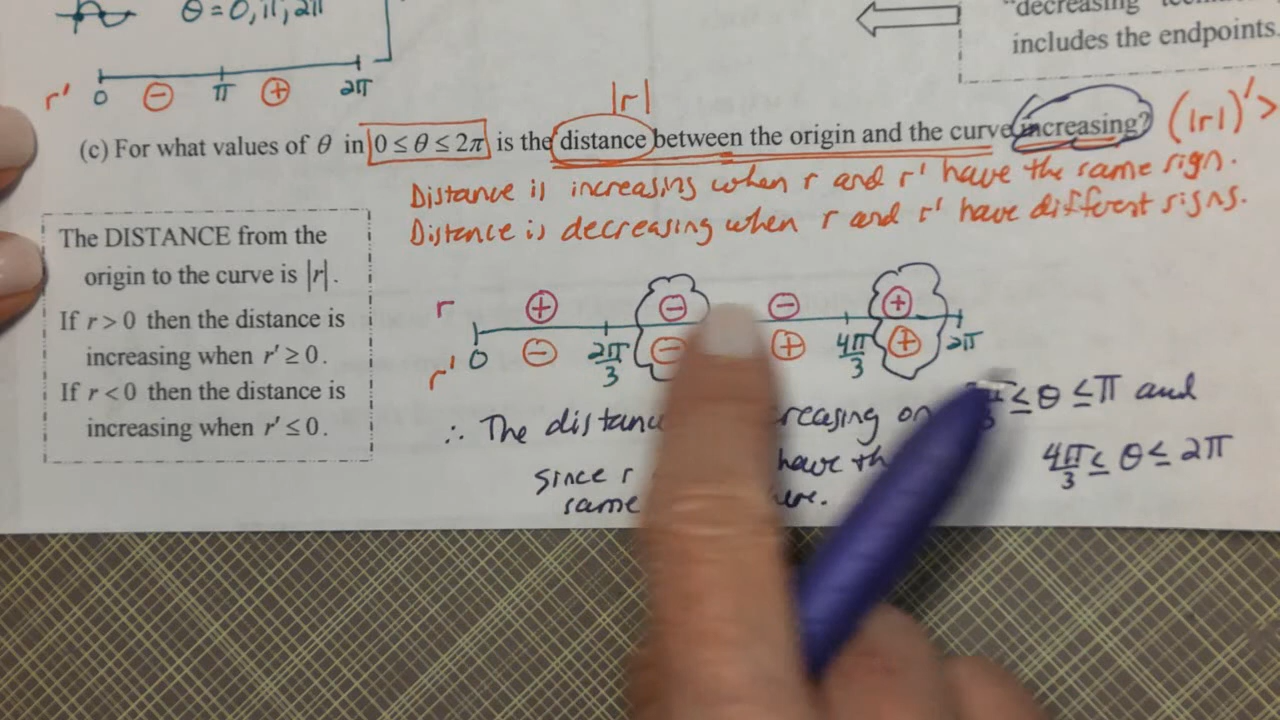 θ = 0, π, 2π
"decreasing"
includes the endpoints.
r' 0 ⊖ π ⊕ 2π
|r|
(c) For what values of θ in 0 ≤ θ ≤ 2π is the distance between the origin and the curve increasing? (|r|)' >
Distance is increasing when r and r' have the same sign.
Distance is decreasing when r and r' have different signs.
The DISTANCE from the
origin to the curve is |r|.
If r > 0 then the distance is
increasing when r' ≥ 0.
If r < 0 then the distance is
increasing when r' ≤ 0.
r ⊕ ⊖ ⊖ ⊕
r' 0 ⊖ 2π/3 ⊖ ⊕ 4π/3 ⊕ 2π
∴ The on ≤ θ ≤ π and
since r have 4π/3 ≤ θ ≤ 2π
same